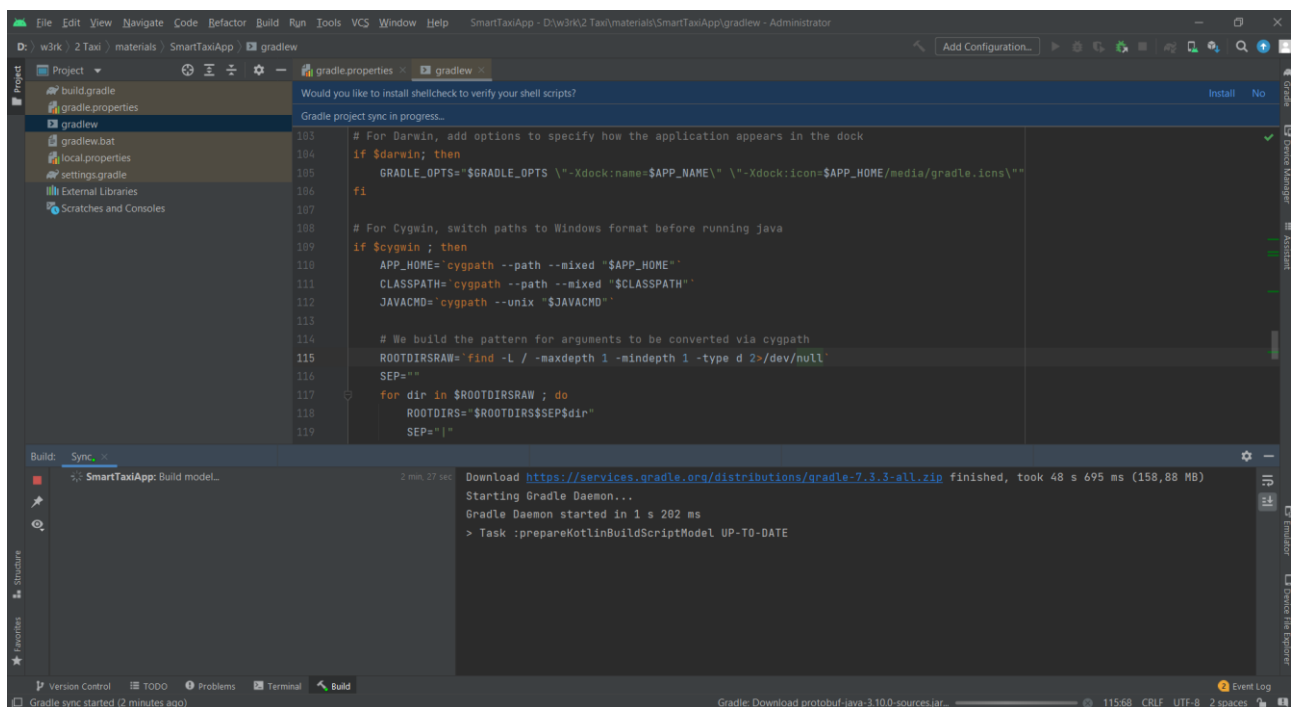 File Edit View Navigate Code Refactor Build Run Tools VCS Window Help SmartTaxiApp - D:\w3rk\2 Taxi\materials\SmartTaxiApp\gradlew - Administrator
D: w3rk 2 Taxi materials SmartTaxiApp gradlew Add Configuration...
Project
gradle.properties gradlew
build.gradle
gradle.properties
gradlew
gradlew.bat
local.properties
settings.gradle
External Libraries
Scratches and Consoles
Would you like to install shellcheck to verify your shell scripts? Install No
Gradle project sync in progress...
103 # For Darwin, add options to specify how the application appears in the dock
104 if $darwin; then
105 GRADLE_OPTS="$GRADLE_OPTS \"-Xdock:name=$APP_NAME\" \"-Xdock:icon=$APP_HOME/media/gradle.icns\""
106 fi
107
108 # For Cygwin, switch paths to Windows format before running java
109 if $cygwin ; then
110 APP_HOME=`cygpath --path --mixed "$APP_HOME"`
111 CLASSPATH=`cygpath --path --mixed "$CLASSPATH"`
112 JAVACMD=`cygpath --unix "$JAVACMD"`
113
114 # We build the pattern for arguments to be converted via cygpath
115 ROOTDIRSRAW=`find -L / -maxdepth 1 -mindepth 1 -type d 2>/dev/null`
116 SEP=""
117 for dir in $ROOTDIRSRAW ; do
118 ROOTDIRS="$ROOTDIRS$SEP$dir"
119 SEP="|"
Project
Structure
Favorites
Gradle
Device Manager
Assistant
Emulator
Device File Explorer
Build: Sync
SmartTaxiApp: Build model... 2 min, 27 sec
Download https://services.gradle.org/distributions/gradle-7.3.3-all.zip finished, took 48 s 695 ms (158,88 MB)
Starting Gradle Daemon...
Gradle Daemon started in 1 s 202 ms
> Task :prepareKotlinBuildScriptModel UP-TO-DATE
Version Control TODO Problems Terminal Build 2 Event Log
Gradle sync started (2 minutes ago) Gradle: Download protobuf-java-3.10.0-sources.jar... 115:68 CRLF UTF-8 2 spaces